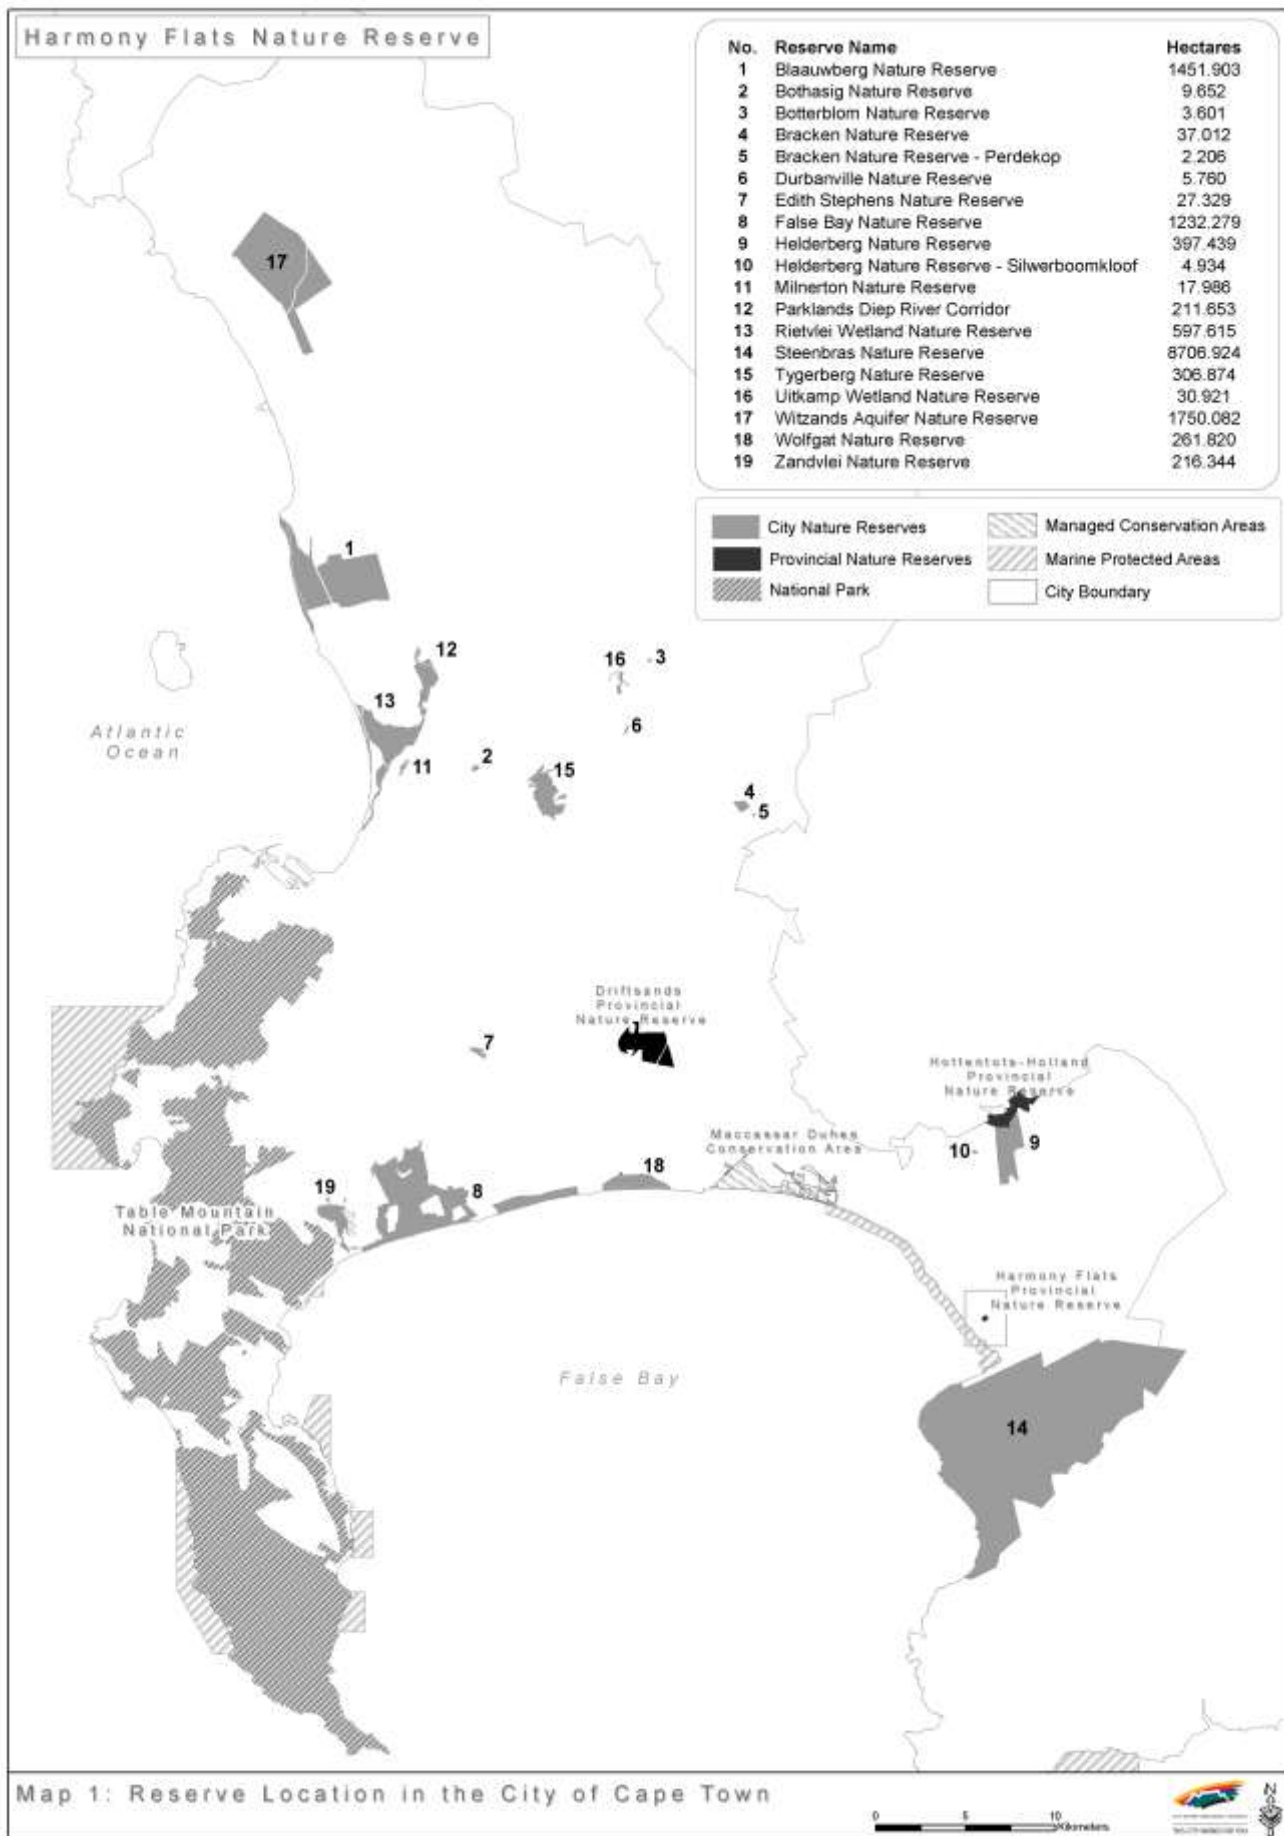 Harmony Flats Nature Reserve
No. Reserve Name Hectares
1 Blaauwberg Nature Reserve 1451.903
2 Bothasig Nature Reserve 9.652
3 Botterblom Nature Reserve 3.601
4 Bracken Nature Reserve 37.012
5 Bracken Nature Reserve - Perdekop 2.206
6 Durbanville Nature Reserve 5.760
7 Edith Stephens Nature Reserve 27.329
8 False Bay Nature Reserve 1232.279
9 Helderberg Nature Reserve 397.439
10 Helderberg Nature Reserve - Silwerboomkloof 4.934
11 Milnerton Nature Reserve 17.986
12 Parklands Diep River Corridor 211.653
13 Rietvlei Wetland Nature Reserve 597.615
14 Steenbras Nature Reserve 8706.924
15 Tygerberg Nature Reserve 306.874
16 Uitkamp Wetland Nature Reserve 30.921
17 Witzands Aquifer Nature Reserve 1750.082
18 Wolfgat Nature Reserve 261.820
19 Zandvlei Nature Reserve 216.344
City Nature Reserves
Managed Conservation Areas
Provincial Nature Reserves
Marine Protected Areas
National Park
City Boundary
17
1
12
16
3
13
6
Atlantic
Ocean
2
11
15
4
5
Driftsands
Provincial
Nature Reserve
7
Hottentots-Holland
Provincial
Nature Reserve
Maccassar Dunes
Conservation Area
10
9
18
19
8
Table Mountain
National Park
Harmony Flats
Provincial
Nature Reserve
False Bay
14
Map 1: Reserve Location in the City of Cape Town
0 5 10
Kilometers
N